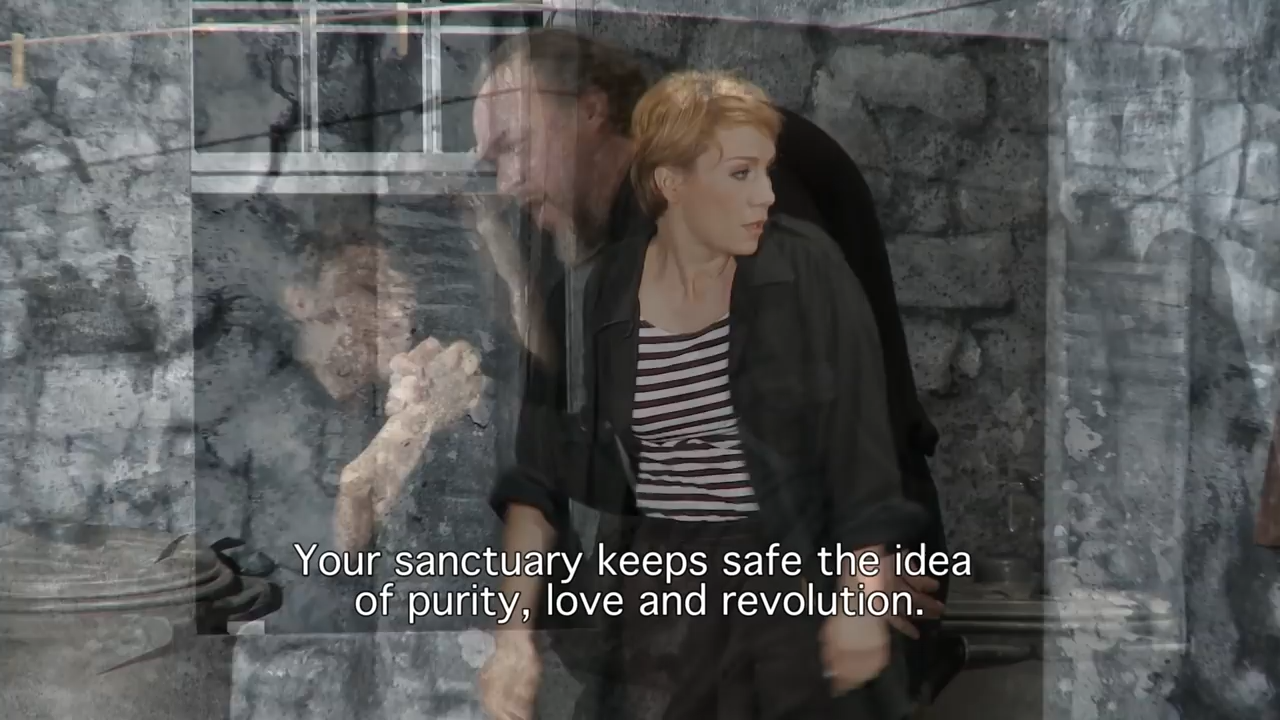 Your sanctuary keeps safe the idea
of purity, love and revolution.